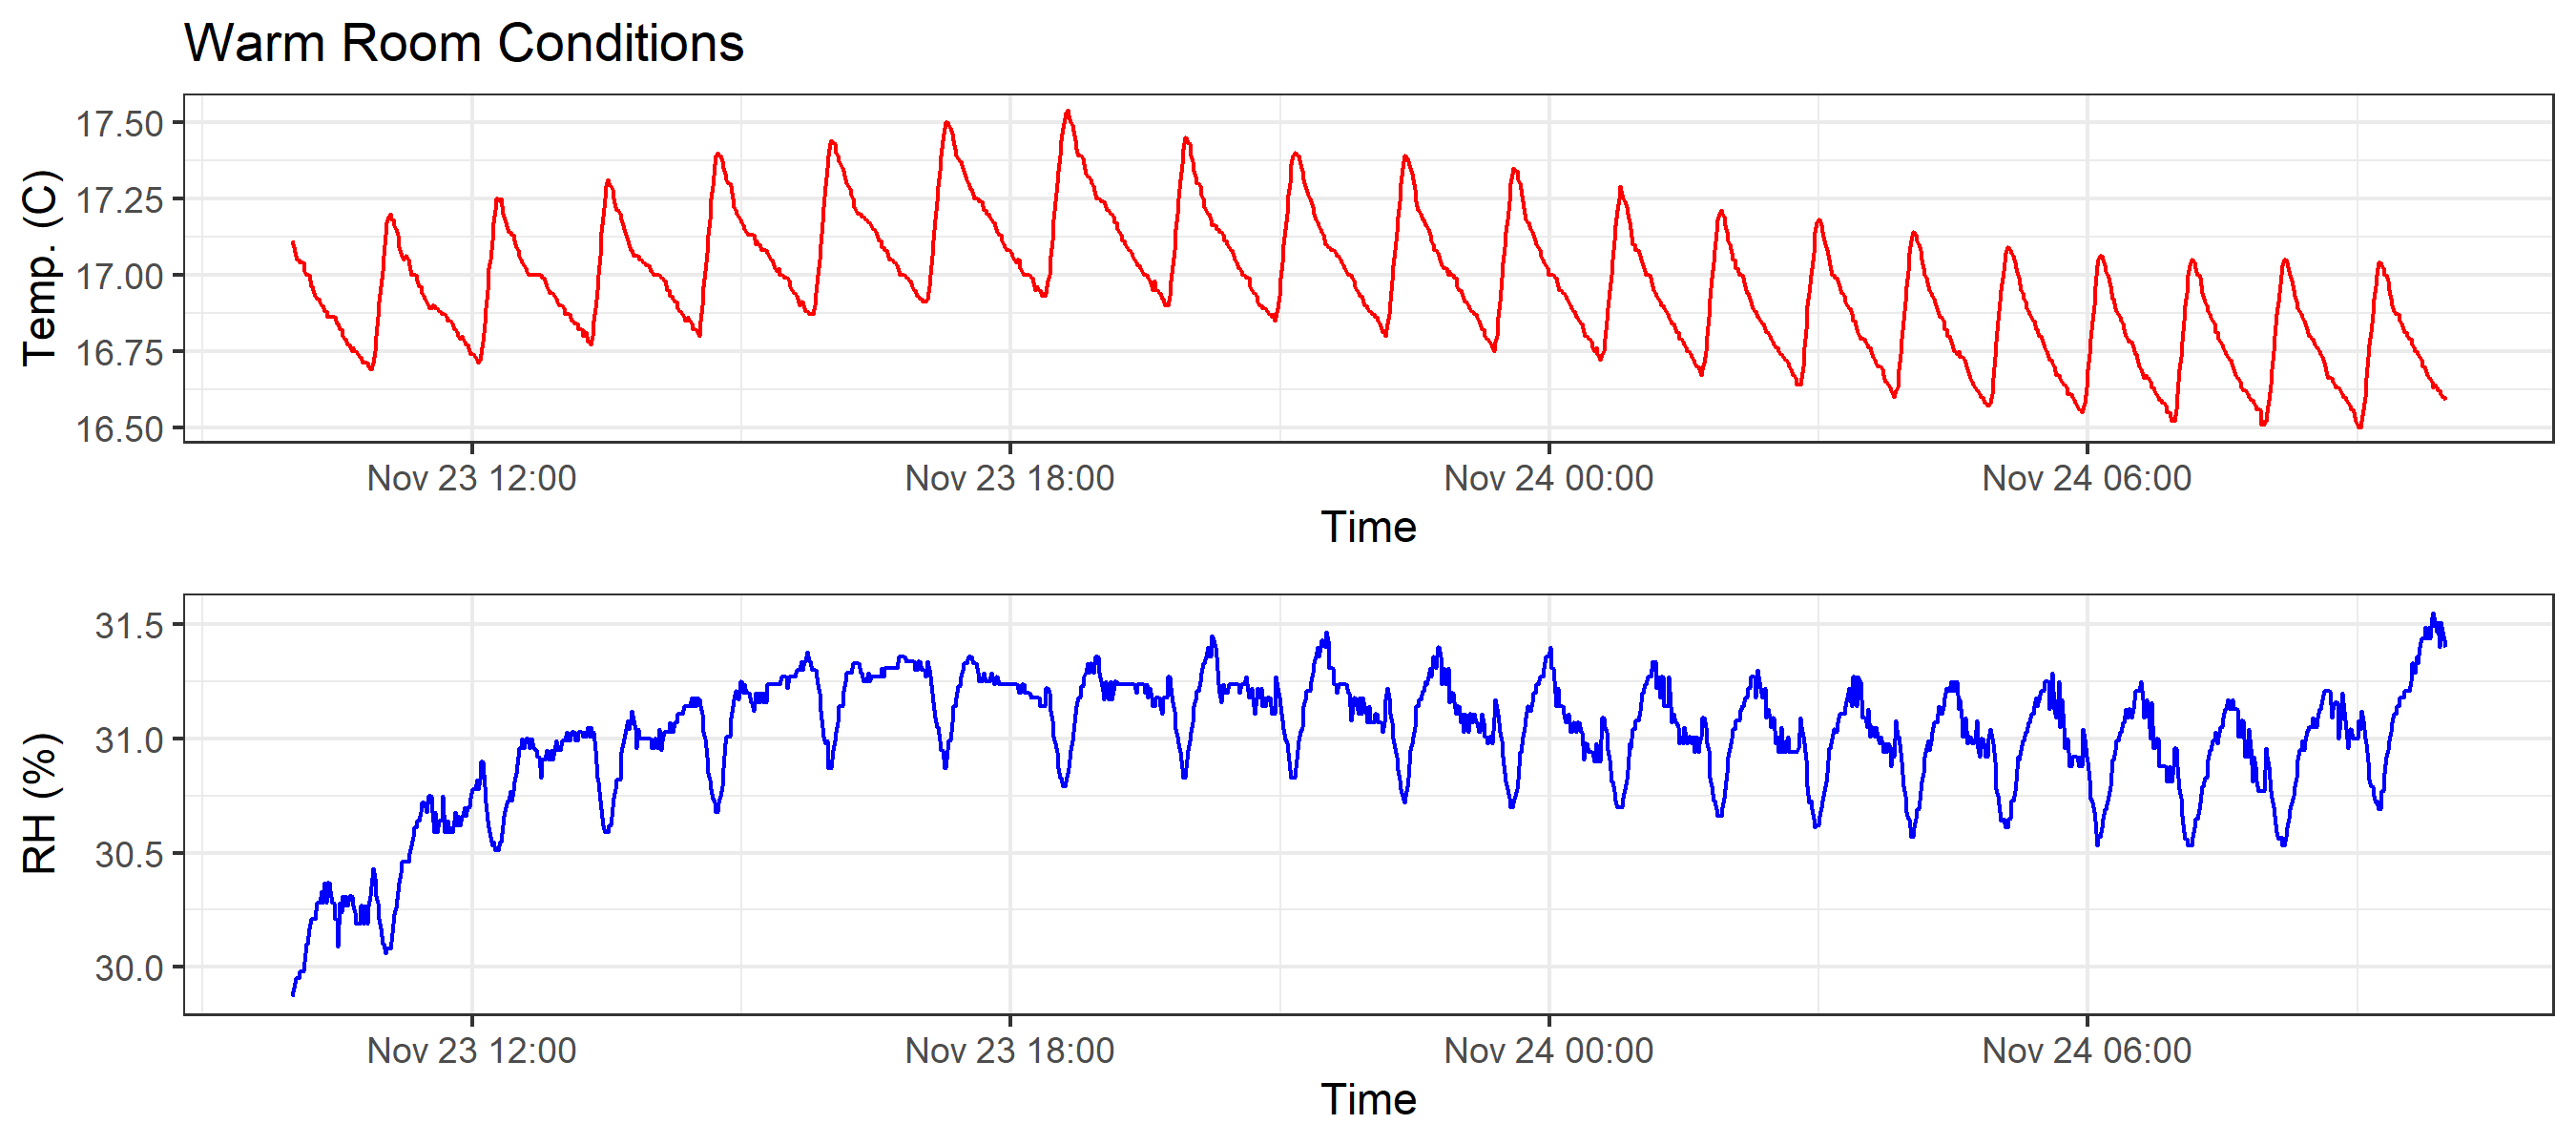 Warm Room Conditions
Temp. (C)
17.50
17.25
17.00
16.75
16.50
Nov 23 12:00 Nov 23 18:00 Nov 24 00:00 Nov 24 06:00
Time
RH (%)
31.5
31.0
30.5
30.0
Nov 23 12:00 Nov 23 18:00 Nov 24 00:00 Nov 24 06:00
Time